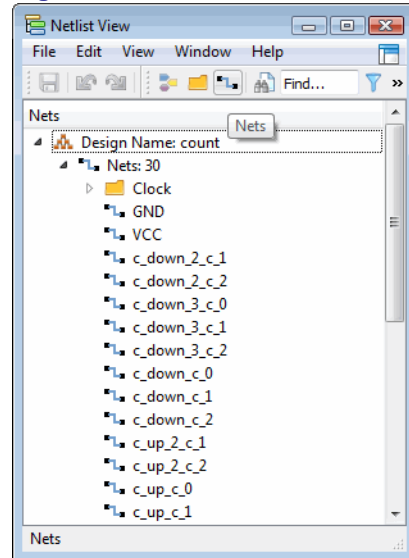 Netlist View
File Edit View Window Help
Find... »
Nets
Nets
Design Name: count
Nets: 30
Clock
GND
VCC
c_down_2_c_1
c_down_2_c_2
c_down_3_c_0
c_down_3_c_1
c_down_3_c_2
c_down_c_0
c_down_c_1
c_down_c_2
c_up_2_c_1
c_up_2_c_2
c_up_c_0
c_up_c_1
Nets